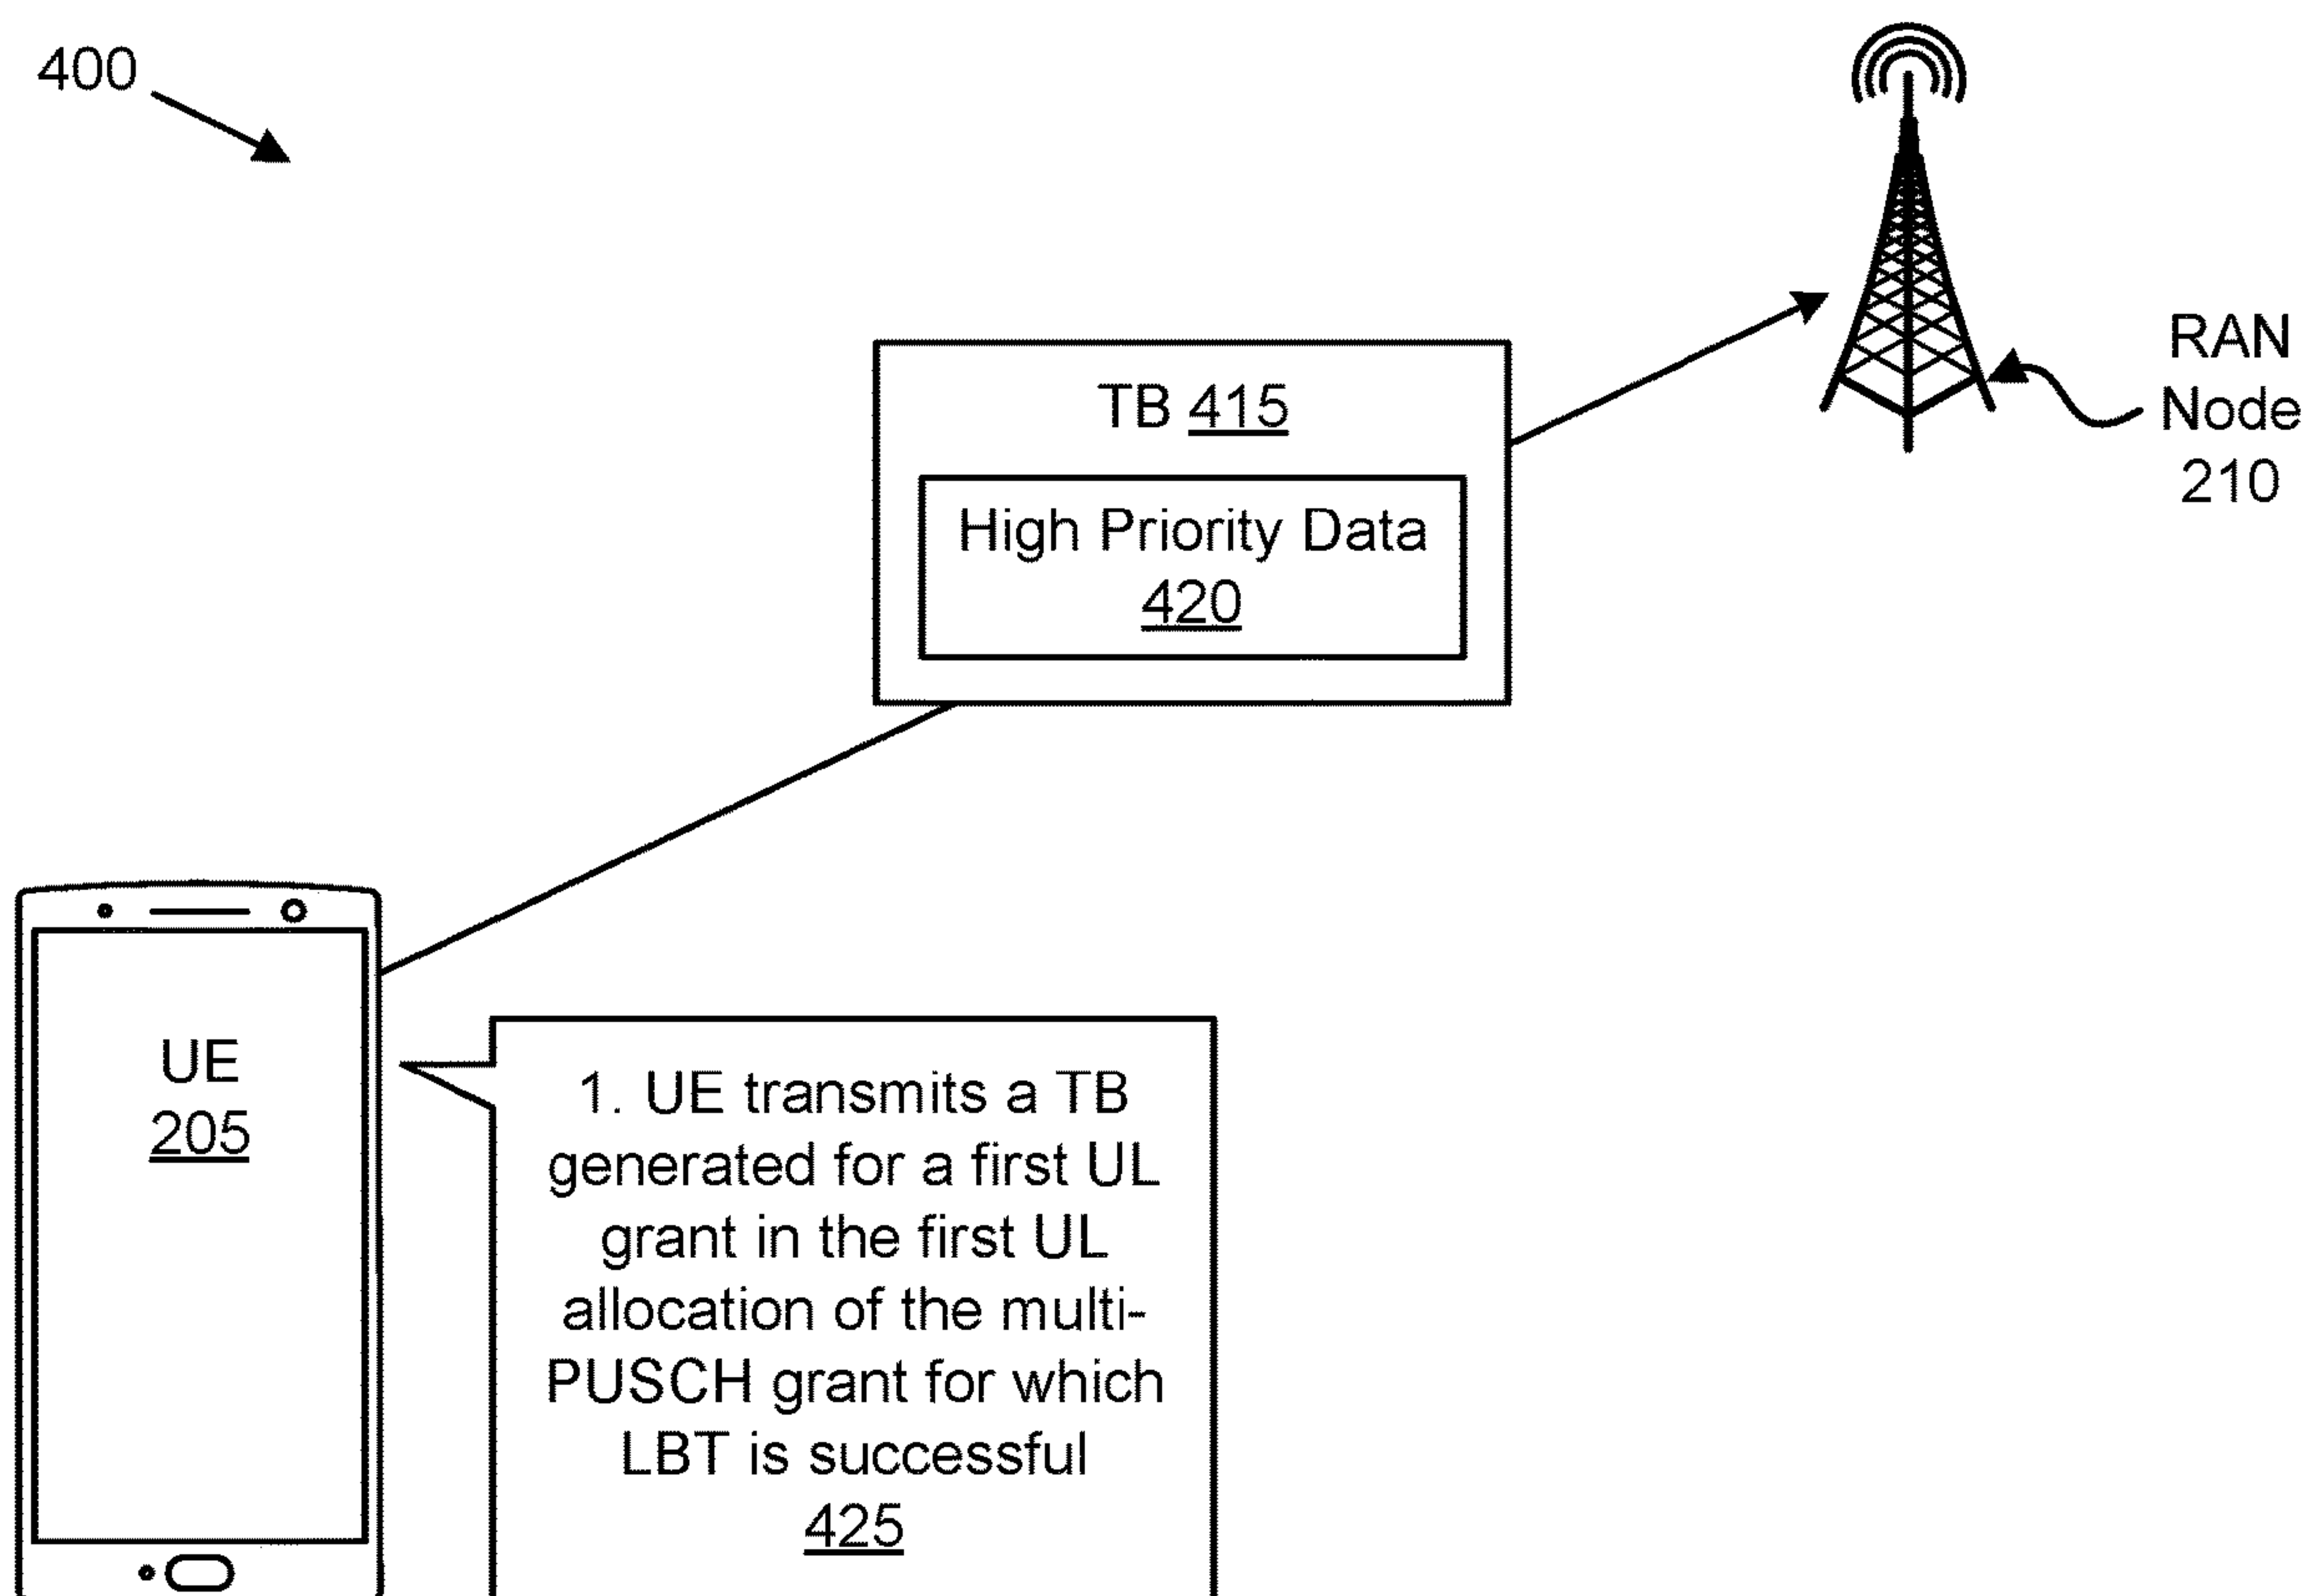 400
RAN
Node
210
TB 415
High Priority Data
420
UE
205
1. UE transmits a TB
generated for a first UL
grant in the first UL
allocation of the multi-
PUSCH grant for which
LBT is successful
425